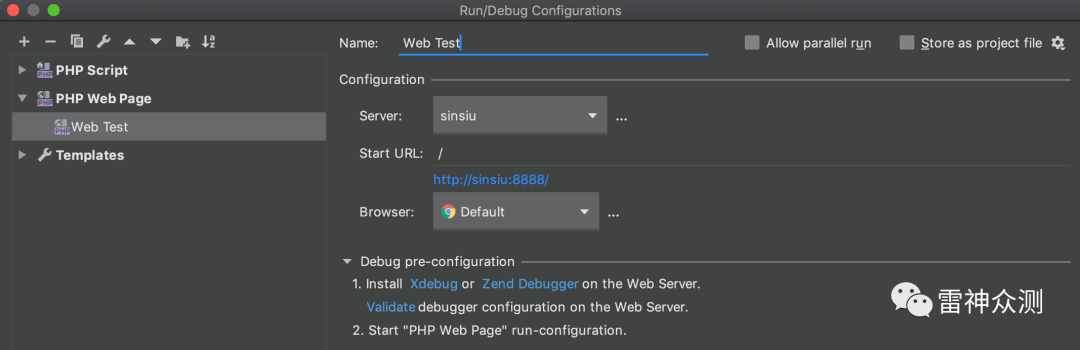 Run/Debug Configurations
Name: Web Test Allow parallel run Store as project file
PHP Script
PHP Web Page
Web Test
Templates
Configuration
Server: sinsiu ...
Start URL: /
http://sinsiu:8888/
Browser: Default ...
Debug pre-configuration
1. Install Xdebug or Zend Debugger on the Web Server.
Validate debugger configuration on the Web Server.
2. Start "PHP Web Page" run-configuration.
雷神众测